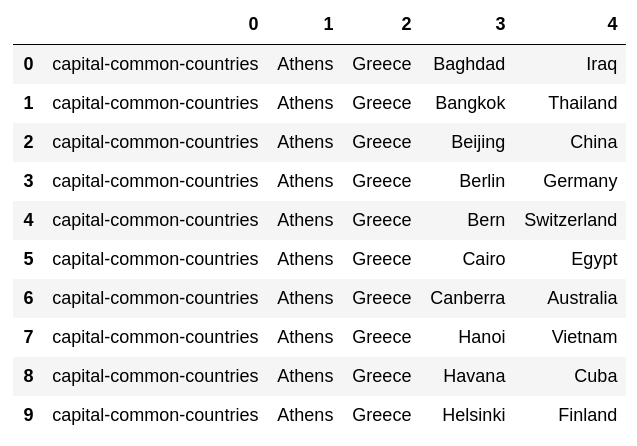 0 1 2 3 4
0 capital-common-countries Athens Greece Baghdad Iraq
1 capital-common-countries Athens Greece Bangkok Thailand
2 capital-common-countries Athens Greece Beijing China
3 capital-common-countries Athens Greece Berlin Germany
4 capital-common-countries Athens Greece Bern Switzerland
5 capital-common-countries Athens Greece Cairo Egypt
6 capital-common-countries Athens Greece Canberra Australia
7 capital-common-countries Athens Greece Hanoi Vietnam
8 capital-common-countries Athens Greece Havana Cuba
9 capital-common-countries Athens Greece Helsinki Finland